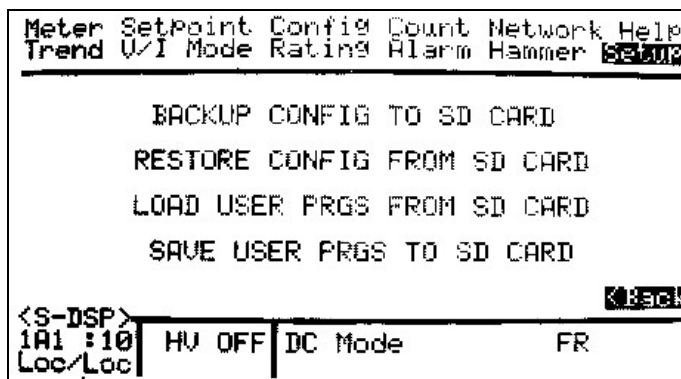 Meter SetPoint Config Count Network Help
Trend V/I Mode Rating Alarm Hammer Setup
BACKUP CONFIG TO SD CARD
RESTORE CONFIG FROM SD CARD
LOAD USER PRGS FROM SD CARD
SAVE USER PRGS TO SD CARD
<Back
<S-DSP>
1A1 :10 HV OFF DC Mode FR
Loc/Loc